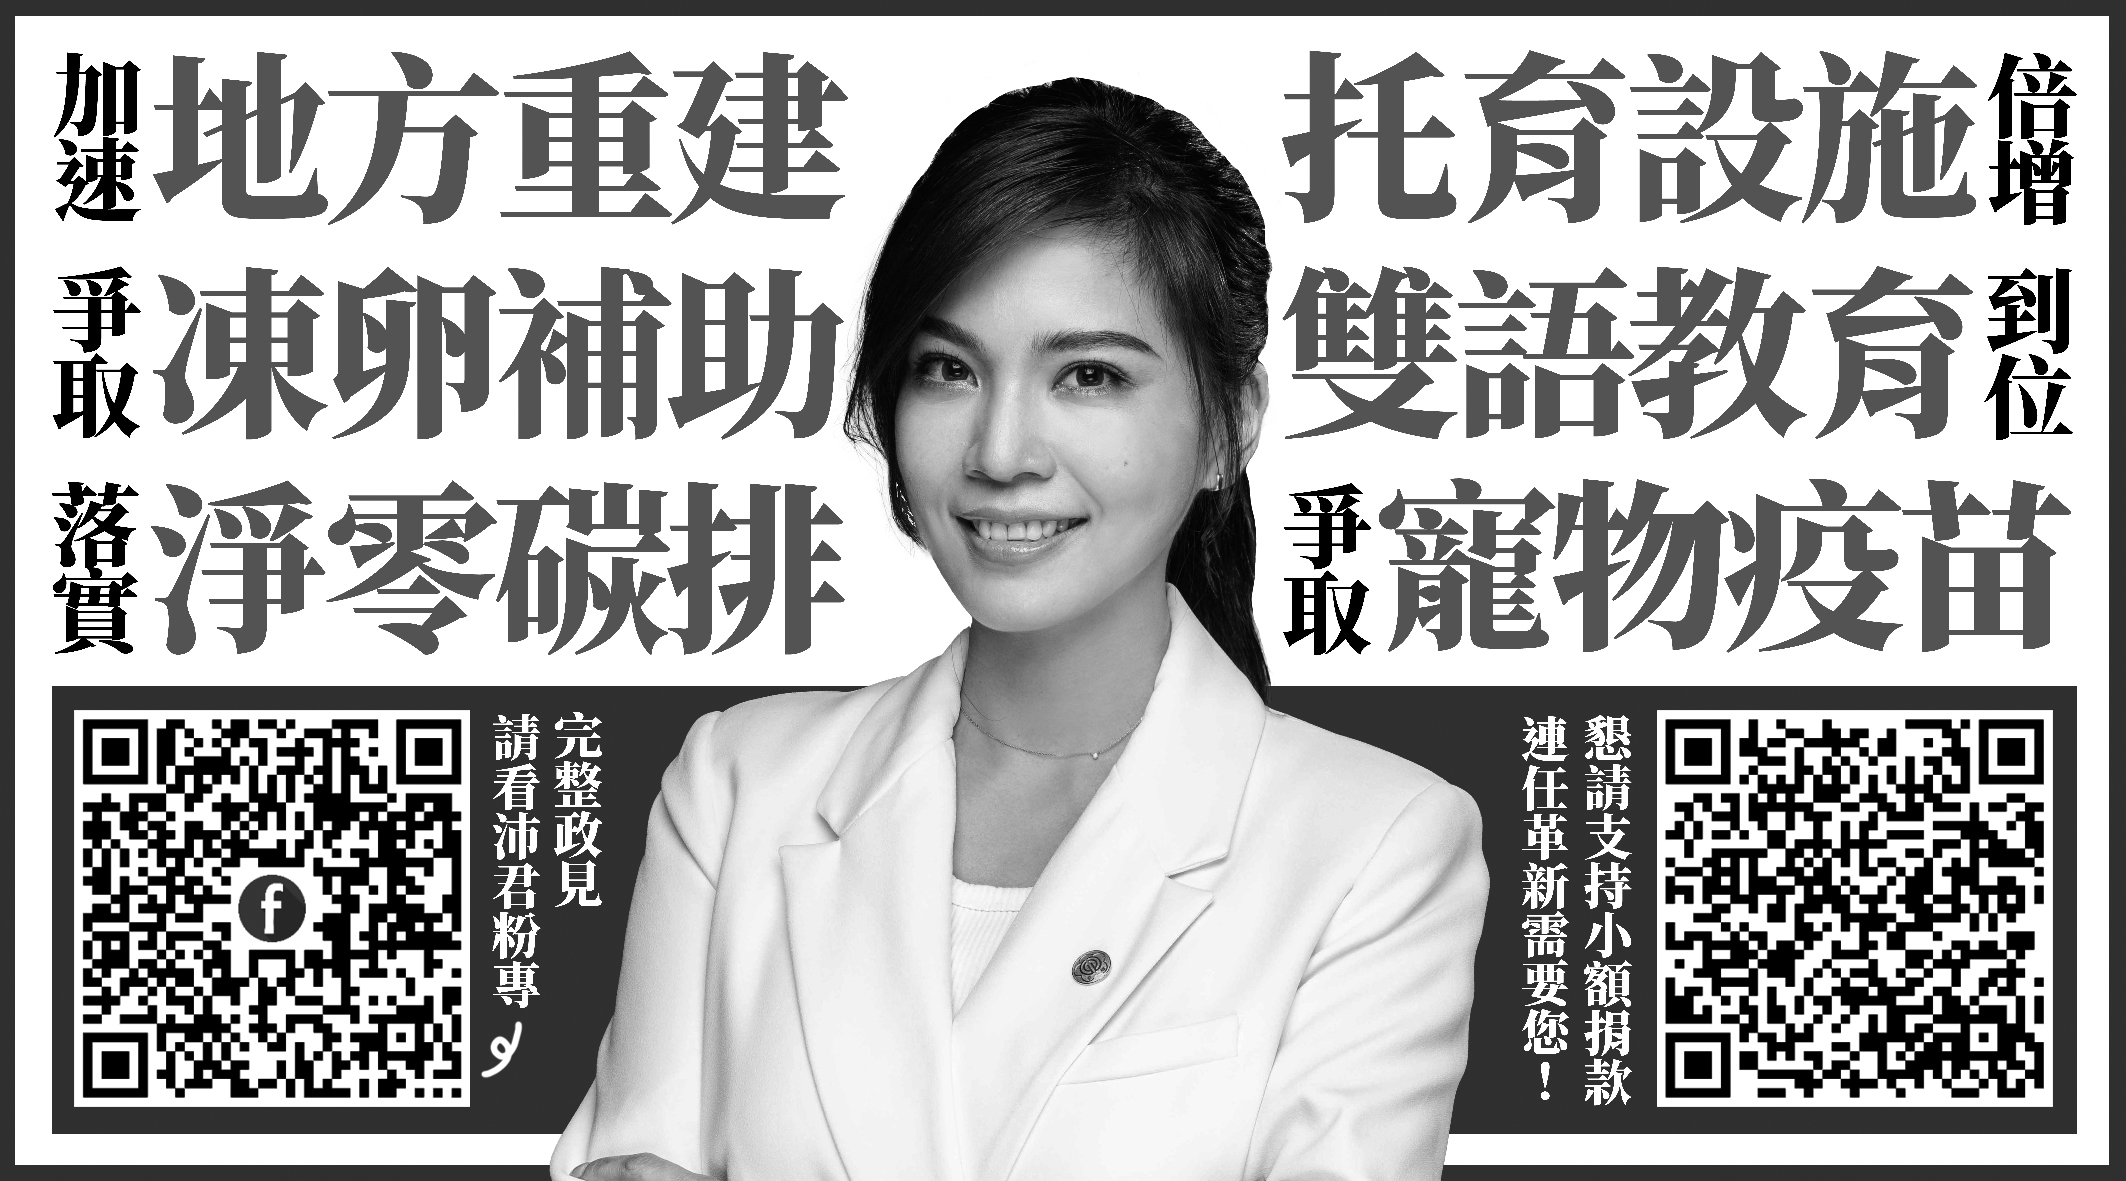 加速地方重建
爭取凍卵補助
落實淨零碳排
托育設施倍增
雙語教育到位
爭取寵物疫苗
完整政見
請看沛君粉專
懇請支持小額捐款
連任革新需要您！
f